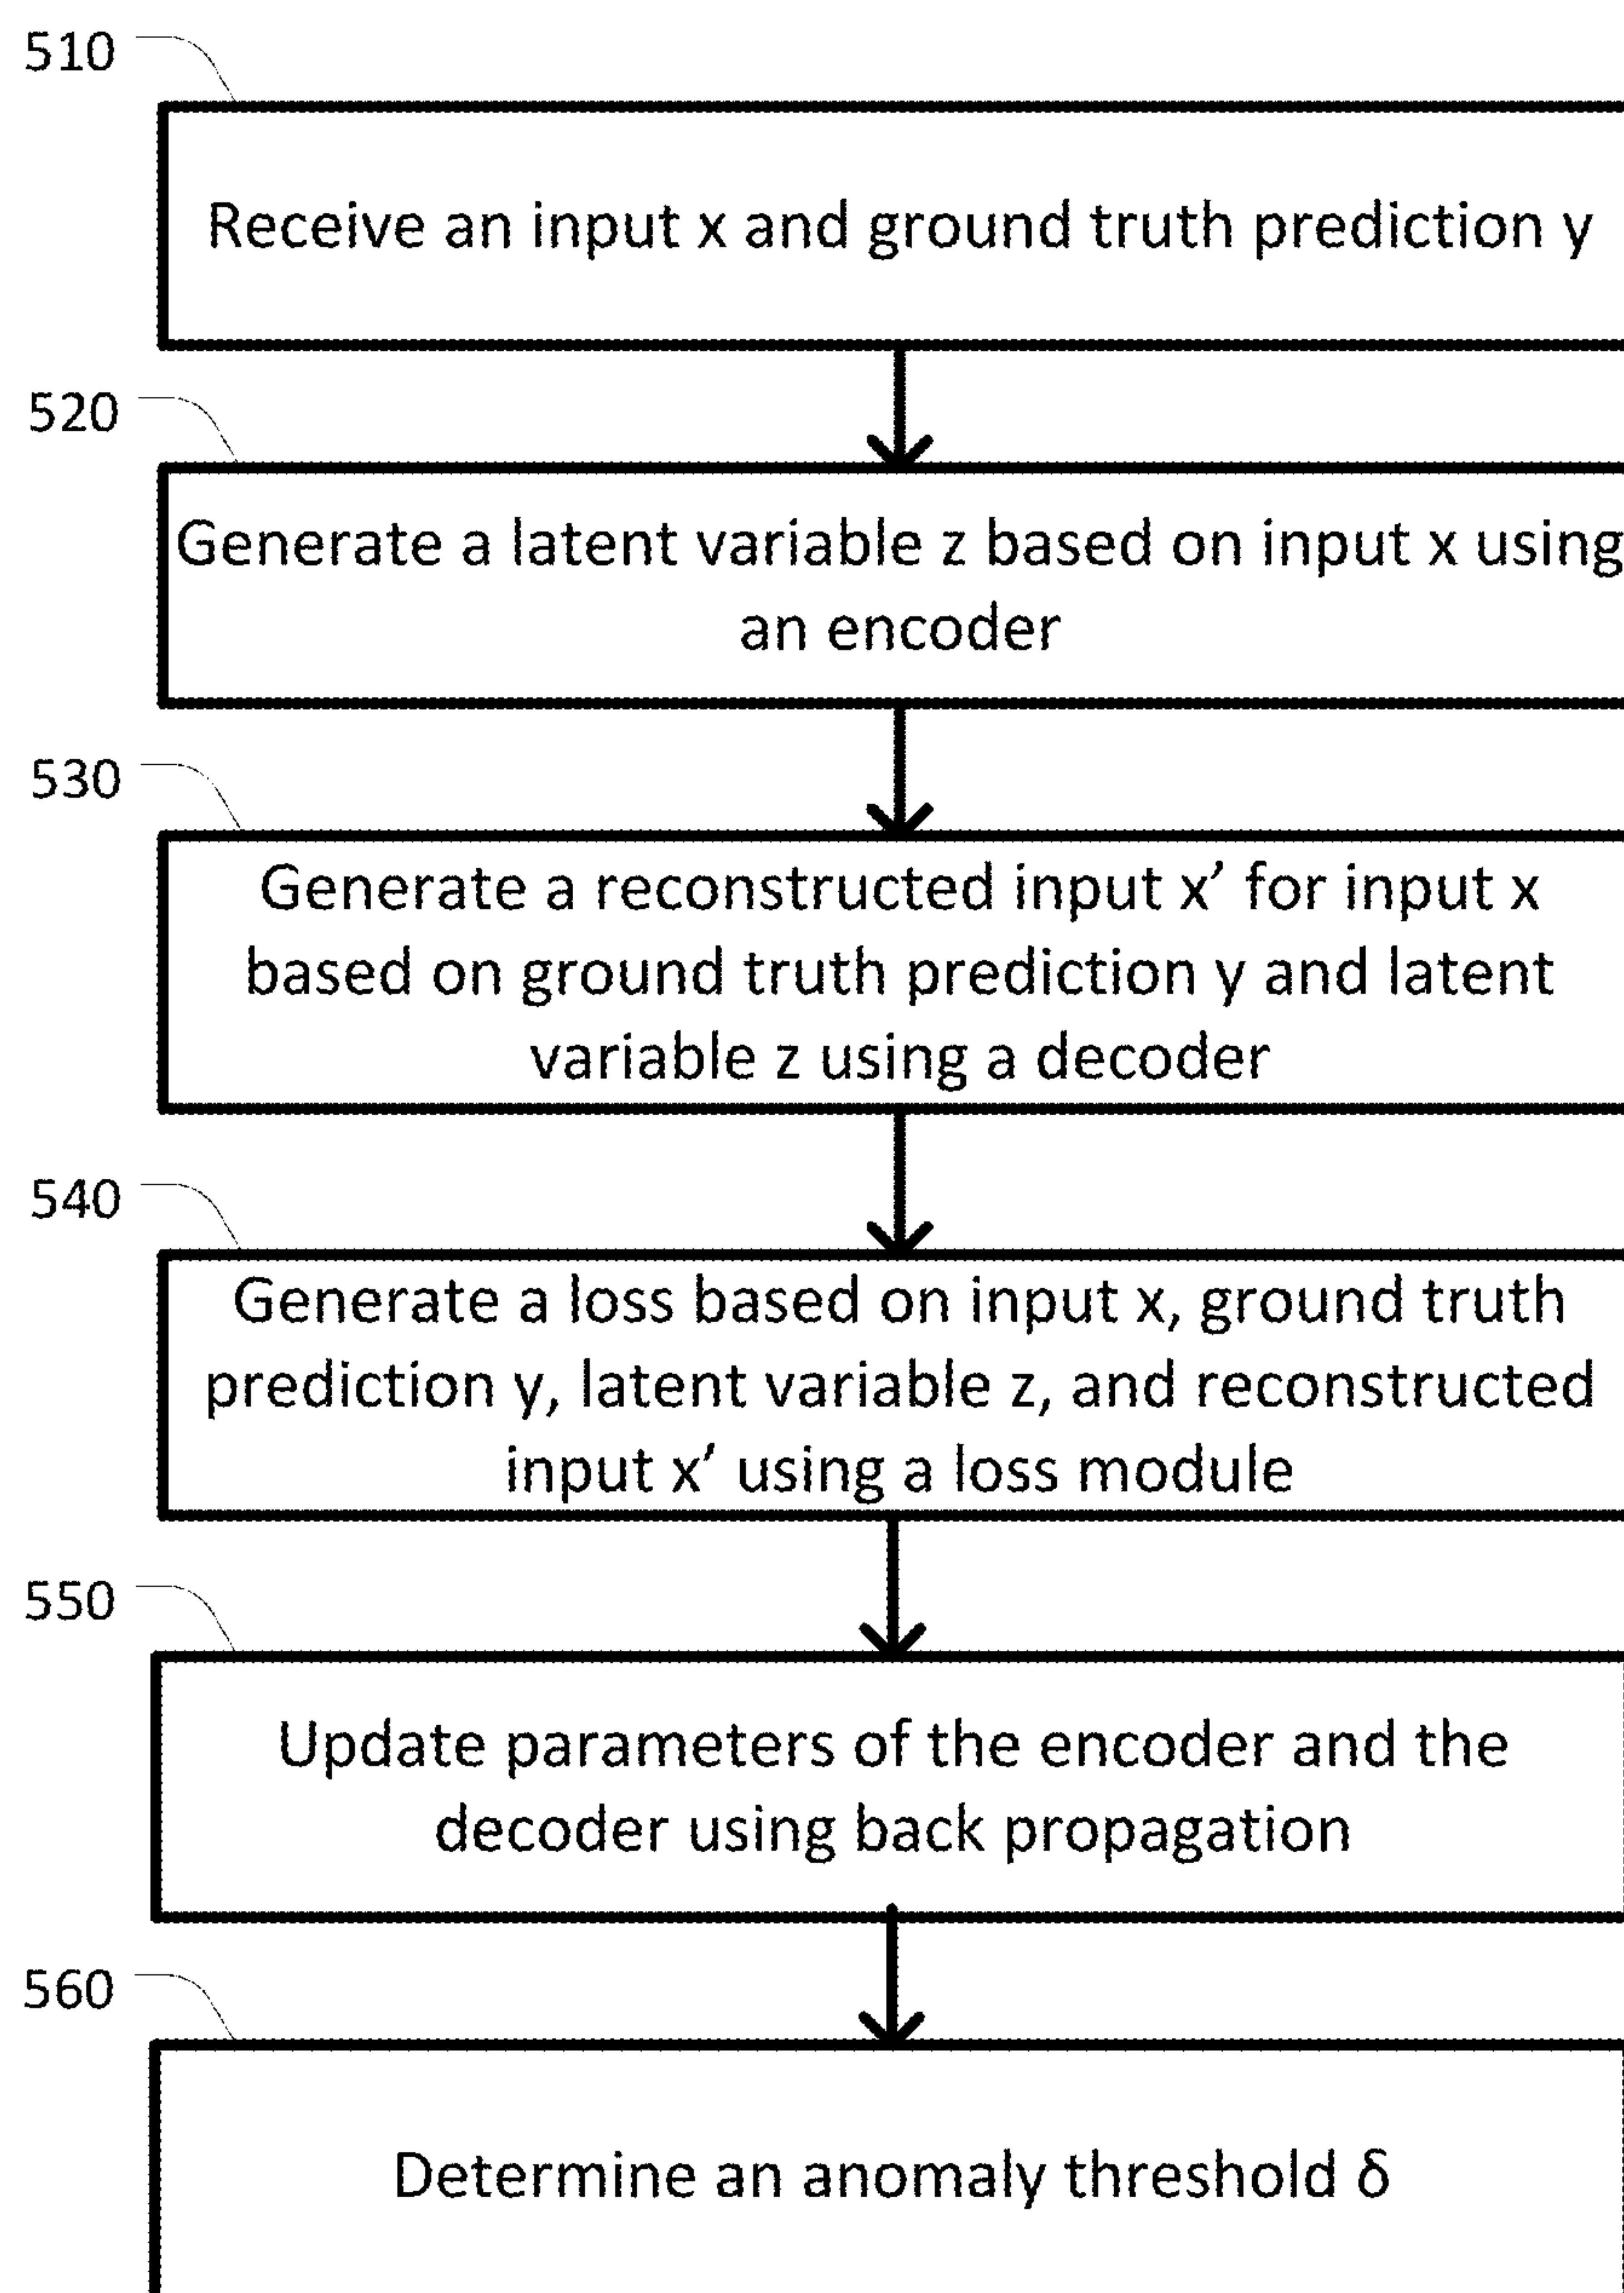 510
Receive an input x and ground truth prediction y
520
Generate a latent variable z based on input x using
an encoder
530
Generate a reconstructed input x’ for input x
based on ground truth prediction y and latent
variable z using a decoder
540
Generate a loss based on input x, ground truth
prediction y, latent variable z, and reconstructed
input x’ using a loss module
550
Update parameters of the encoder and the
decoder using back propagation
560
Determine an anomaly threshold δ